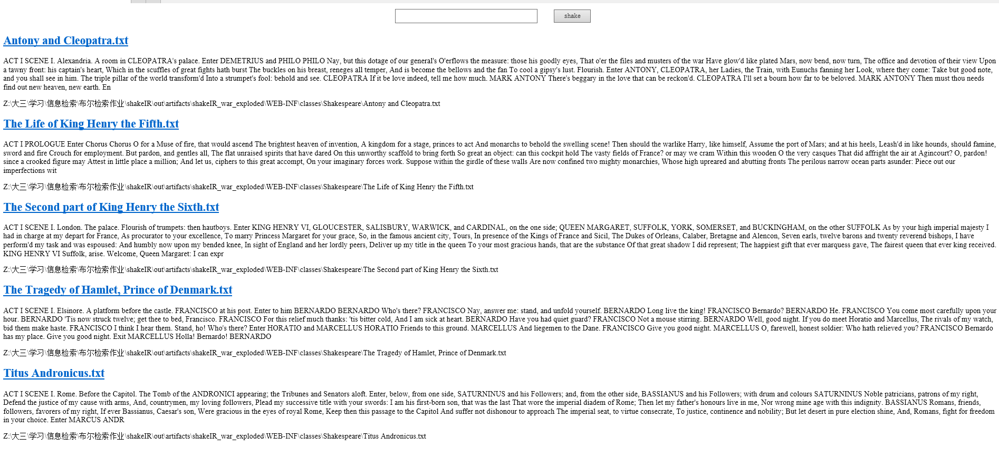 shake
Antony and Cleopatra.txt
ACT I SCENE I. Alexandria. A room in CLEOPATRA's palace. Enter DEMETRIUS and PHILO PHILO Nay, but this dotage of our general's O'erflows the measure: those his goodly eyes, That o'er the files and musters of the war Have glow'd like plated Mars, now bend, now turn, The office and devotion of their view Upon
a tawny front: his captain's heart, Which in the scuffles of great fights hath burst The buckles on his breast, reneges all temper, And is become the bellows and the fan To cool a gipsy's lust. Flourish. Enter ANTONY, CLEOPATRA, her Ladies, the Train, with Eunuchs fanning her Look, where they come: Take but good note,
and you shall see in him. The triple pillar of the world transform'd Into a strumpet's fool: behold and see. CLEOPATRA If it be love indeed, tell me how much. MARK ANTONY There's beggary in the love that can be reckon'd. CLEOPATRA I'll set a bourn how far to be beloved. MARK ANTONY Then must thou needs
find out new heaven, new earth. En
Z:\大三\学习\信息检索\布尔检索作业\shakeIR\out\artifacts\shakeIR_war_exploded\WEB-INF\classes\Shakespeare\Antony and Cleopatra.txt
The Life of King Henry the Fifth.txt
ACT I PROLOGUE Enter Chorus Chorus O for a Muse of fire, that would ascend The brightest heaven of invention, A kingdom for a stage, princes to act And monarchs to behold the swelling scene! Then should the warlike Harry, like himself, Assume the port of Mars; and at his heels, Leash'd in like hounds, should famine,
sword and fire Crouch for employment. But pardon, and gentles all, The flat unraised spirits that have dared On this unworthy scaffold to bring forth So great an object: can this cockpit hold The vasty fields of France? or may we cram Within this wooden O the very casques That did affright the air at Agincourt? O, pardon!
since a crooked figure may Attest in little place a million; And let us, ciphers to this great accompt, On your imaginary forces work. Suppose within the girdle of these walls Are now confined two mighty monarchies, Whose high upreared and abutting fronts The perilous narrow ocean parts asunder: Piece out our
imperfections wit
Z:\大三\学习\信息检索\布尔检索作业\shakeIR\out\artifacts\shakeIR_war_exploded\WEB-INF\classes\Shakespeare\The Life of King Henry the Fifth.txt
The Second part of King Henry the Sixth.txt
ACT I SCENE I. London. The palace. Flourish of trumpets: then hautboys. Enter KING HENRY VI, GLOUCESTER, SALISBURY, WARWICK, and CARDINAL, on the one side; QUEEN MARGARET, SUFFOLK, YORK, SOMERSET, and BUCKINGHAM, on the other SUFFOLK As by your high imperial majesty I
had in charge at my depart for France, As procurator to your excellence, To marry Princess Margaret for your grace, So, in the famous ancient city, Tours, In presence of the Kings of France and Sicil, The Dukes of Orleans, Calaber, Bretagne and Alencon, Seven earls, twelve barons and twenty reverend bishops, I have
perform'd my task and was espoused: And humbly now upon my bended knee, In sight of England and her lordly peers, Deliver up my title in the queen To your most gracious hands, that are the substance Of that great shadow I did represent; The happiest gift that ever marquess gave, The fairest queen that ever king received.
KING HENRY VI Suffolk, arise. Welcome, Queen Margaret: I can expr
Z:\大三\学习\信息检索\布尔检索作业\shakeIR\out\artifacts\shakeIR_war_exploded\WEB-INF\classes\Shakespeare\The Second part of King Henry the Sixth.txt
The Tragedy of Hamlet, Prince of Denmark.txt
ACT I SCENE I. Elsinore. A platform before the castle. FRANCISCO at his post. Enter to him BERNARDO BERNARDO Who's there? FRANCISCO Nay, answer me: stand, and unfold yourself. BERNARDO Long live the king! FRANCISCO Bernardo? BERNARDO He. FRANCISCO You come most carefully upon your
hour. BERNARDO 'Tis now struck twelve; get thee to bed, Francisco. FRANCISCO For this relief much thanks: 'tis bitter cold, And I am sick at heart. BERNARDO Have you had quiet guard? FRANCISCO Not a mouse stirring. BERNARDO Well, good night. If you do meet Horatio and Marcellus, The rivals of my watch,
bid them make haste. FRANCISCO I think I hear them. Stand, ho! Who's there? Enter HORATIO and MARCELLUS HORATIO Friends to this ground. MARCELLUS And liegemen to the Dane. FRANCISCO Give you good night. MARCELLUS O, farewell, honest soldier: Who hath relieved you? FRANCISCO Bernardo
has my place. Give you good night. Exit MARCELLUS Holla! Bernardo! BERNARDO
Z:\大三\学习\信息检索\布尔检索作业\shakeIR\out\artifacts\shakeIR_war_exploded\WEB-INF\classes\Shakespeare\The Tragedy of Hamlet, Prince of Denmark.txt
Titus Andronicus.txt
ACT I SCENE I. Rome. Before the Capitol. The Tomb of the ANDRONICI appearing; the Tribunes and Senators aloft. Enter, below, from one side, SATURNINUS and his Followers; and, from the other side, BASSIANUS and his Followers; with drum and colours SATURNINUS Noble patricians, patrons of my right,
Defend the justice of my cause with arms, And, countrymen, my loving followers, Plead my successive title with your swords: I am his first-born son, that was the last That wore the imperial diadem of Rome; Then let my father's honours live in me, Nor wrong mine age with this indignity. BASSIANUS Romans, friends,
followers, favorers of my right, If ever Bassianus, Caesar's son, Were gracious in the eyes of royal Rome, Keep then this passage to the Capitol And suffer not dishonour to approach The imperial seat, to virtue consecrate, To justice, continence and nobility; But let desert in pure election shine, And, Romans, fight for freedom
in your choice. Enter MARCUS ANDR
Z:\大三\学习\信息检索\布尔检索作业\shakeIR\out\artifacts\shakeIR_war_exploded\WEB-INF\classes\Shakespeare\Titus Andronicus.txt